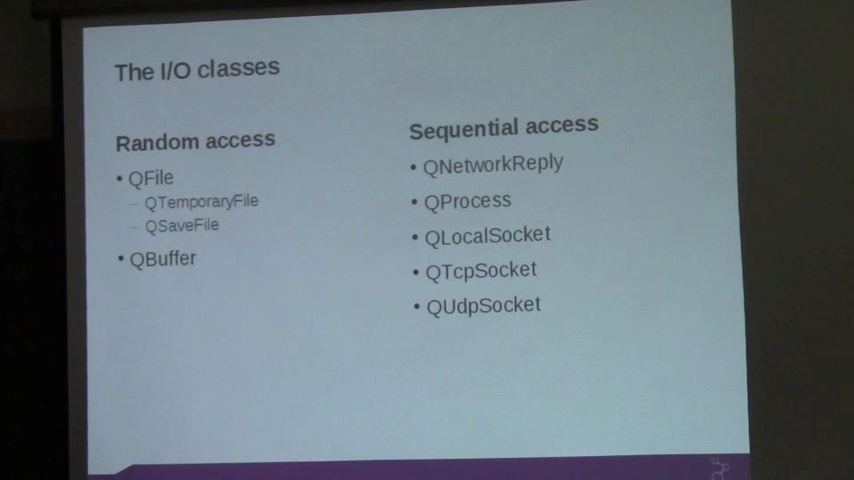 The I/O classes
Random access
• QFile
– QTemporaryFile
– QSaveFile
• QBuffer
Sequential access
• QNetworkReply
• QProcess
• QLocalSocket
• QTcpSocket
• QUdpSocket